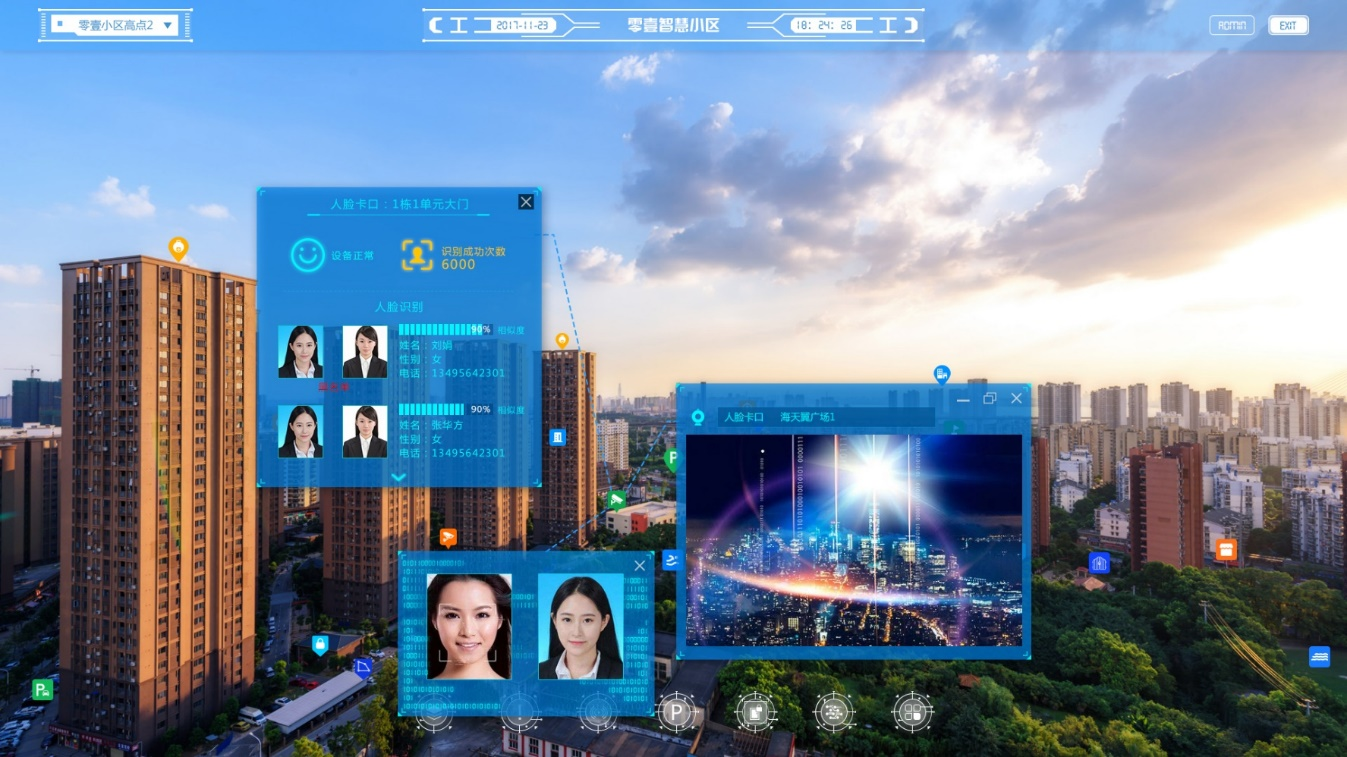 零壹小区高点2
2017-11-23
零壹智慧小区
18: 24: 26
ADMIN
EXIT
人脸卡口：1栋1单元大门
设备正常
识别成功次数
6000
人脸识别
90% 相似度
姓名：刘娟
性别：女
电话：13495642301
90% 相似度
姓名：张华方
性别：女
电话：13495642301
人脸卡口 海天翼广场1
P
P
P